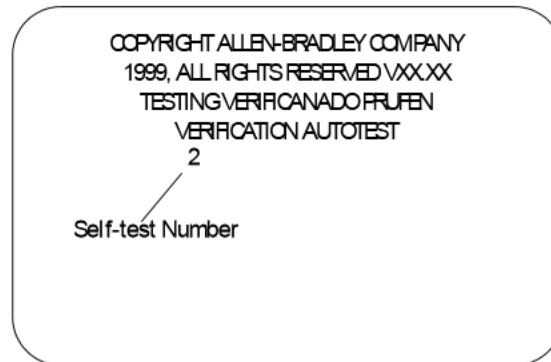 COPYRIGHT ALLEN-BRADLEY COMPANY
1999, ALL RIGHTS RESERVED VXX.XX
TESTING VERIFICANADO PRUFEN
VERIFICATION AUTOTEST
2
Self-test Number